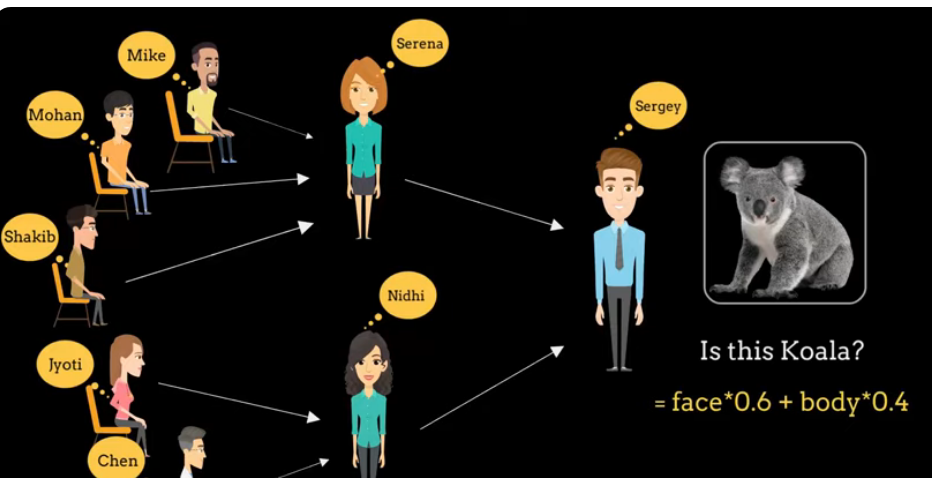 Mike
Serena
Mohan
Sergey
Shakib
Nidhi
Jyoti
Chen
Is this Koala?
= face*0.6 + body*0.4